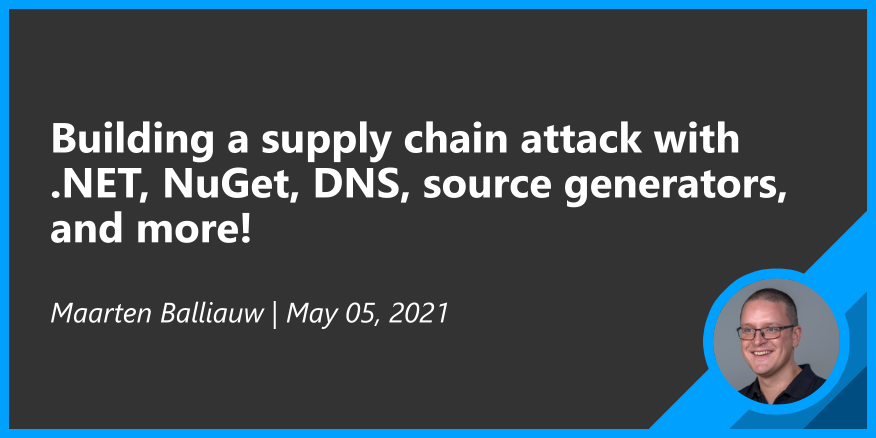 Building a supply chain attack with
.NET, NuGet, DNS, source generators,
and more!
Maarten Balliauw | May 05, 2021